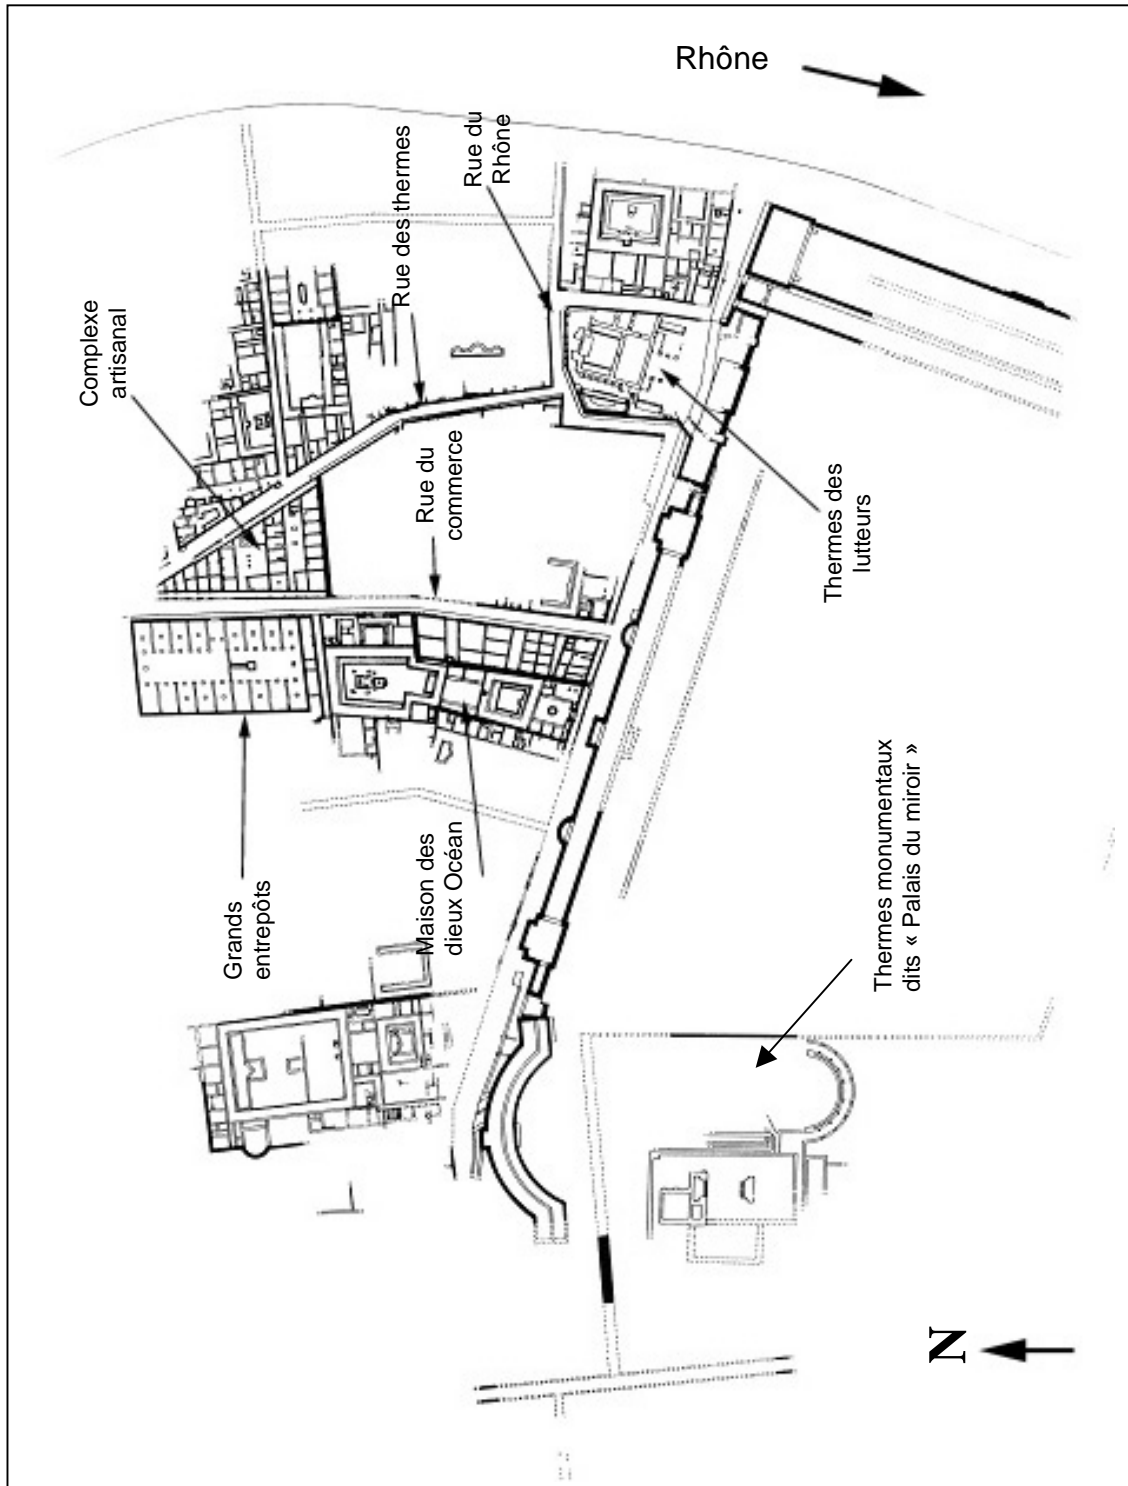 Rhône
Rue des thermes
Rue du
Rhône
Complexe
artisanal
Rue du
commerce
Thermes des
lutteurs
Grands
entrepôts
Maison des
dieux Océan
Thermes monumentaux
dits « Palais du miroir »
N